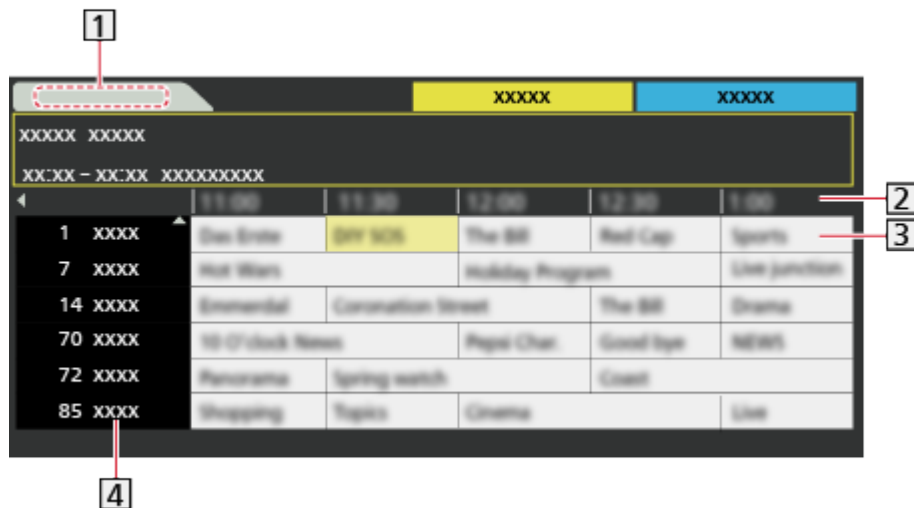 1
XXXXX XXXXX
XXXXX XXXXX
XX:XX – XX:XX XXXXXXXXX
11:00 11:30 12:00 12:30 1:00
2
1 XXXX Das Erste DIY SOS The Bill Red Cap Sports
3
7 XXXX Hot Wars Holiday Program Live junction
14 XXXX Emmerdal Coronation Street The Bill Drama
70 XXXX 10 O'clock News Pepsi Char. Good bye NEWS
72 XXXX Panorama Spring watch Coast
85 XXXX Shopping Topics Cinema Live
4